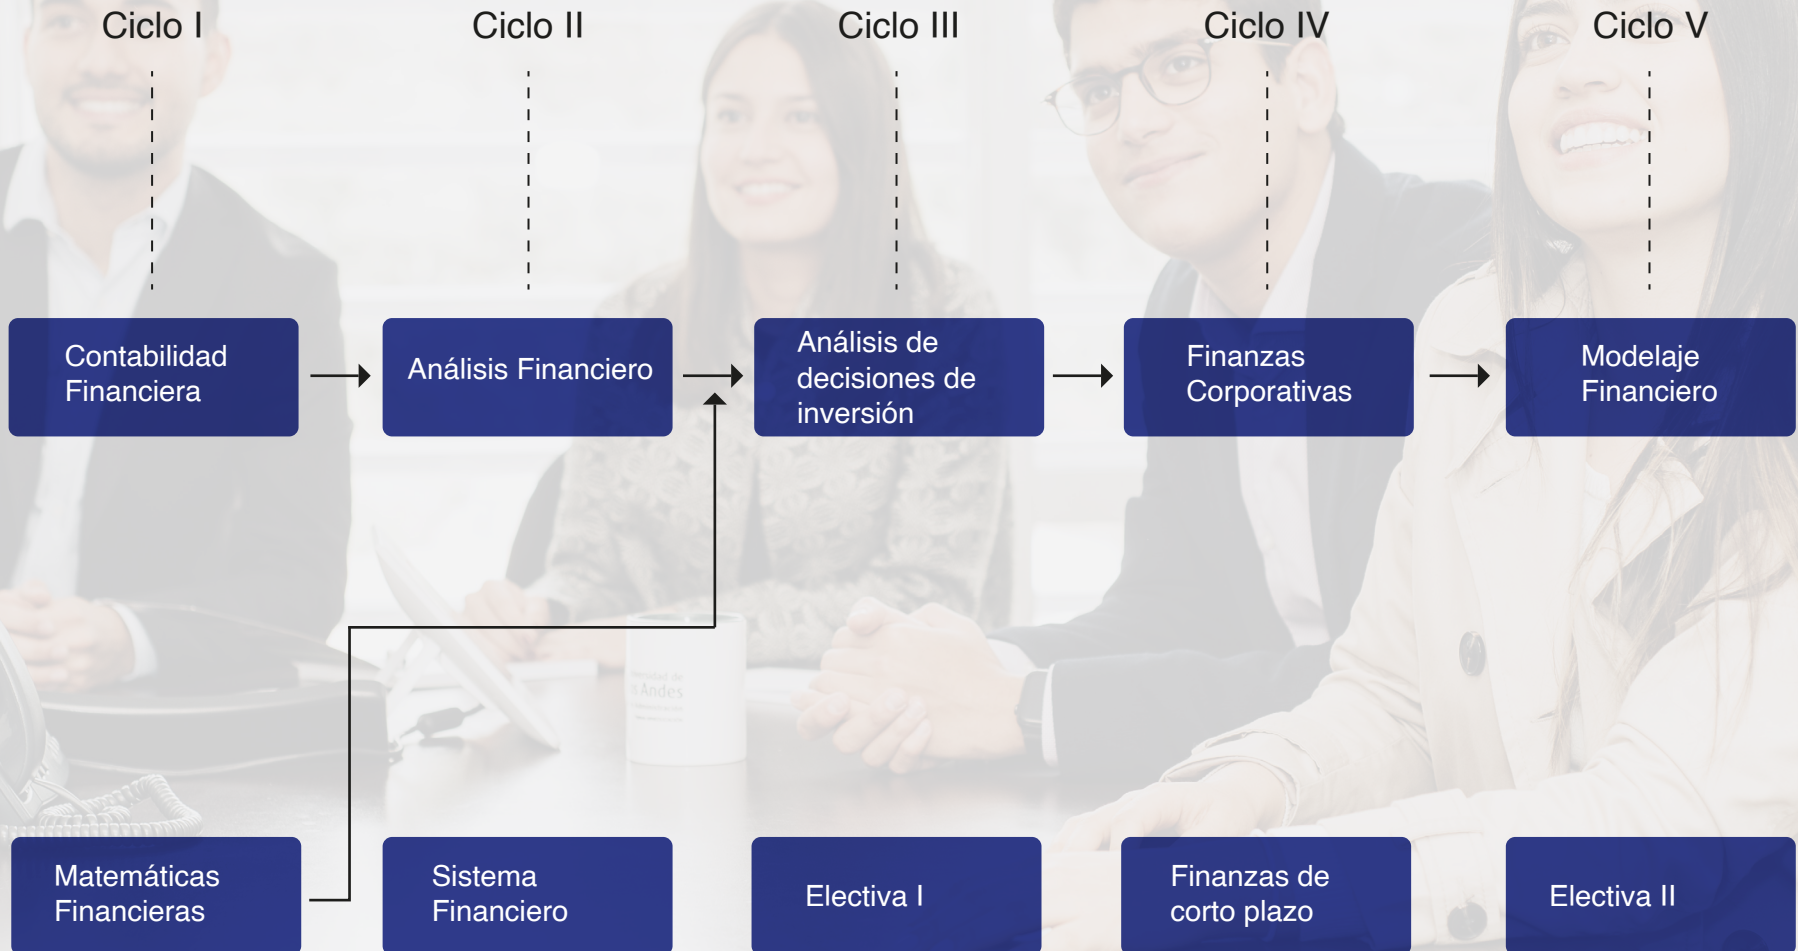 Ciclo I
Ciclo II
Ciclo III
Ciclo IV
Ciclo V
Contabilidad
Financiera
Análisis Financiero
Análisis de
decisiones de
inversión
Finanzas
Corporativas
Modelaje
Financiero
Matemáticas
Financieras
Sistema
Financiero
Electiva I
Finanzas de
corto plazo
Electiva II
Andes